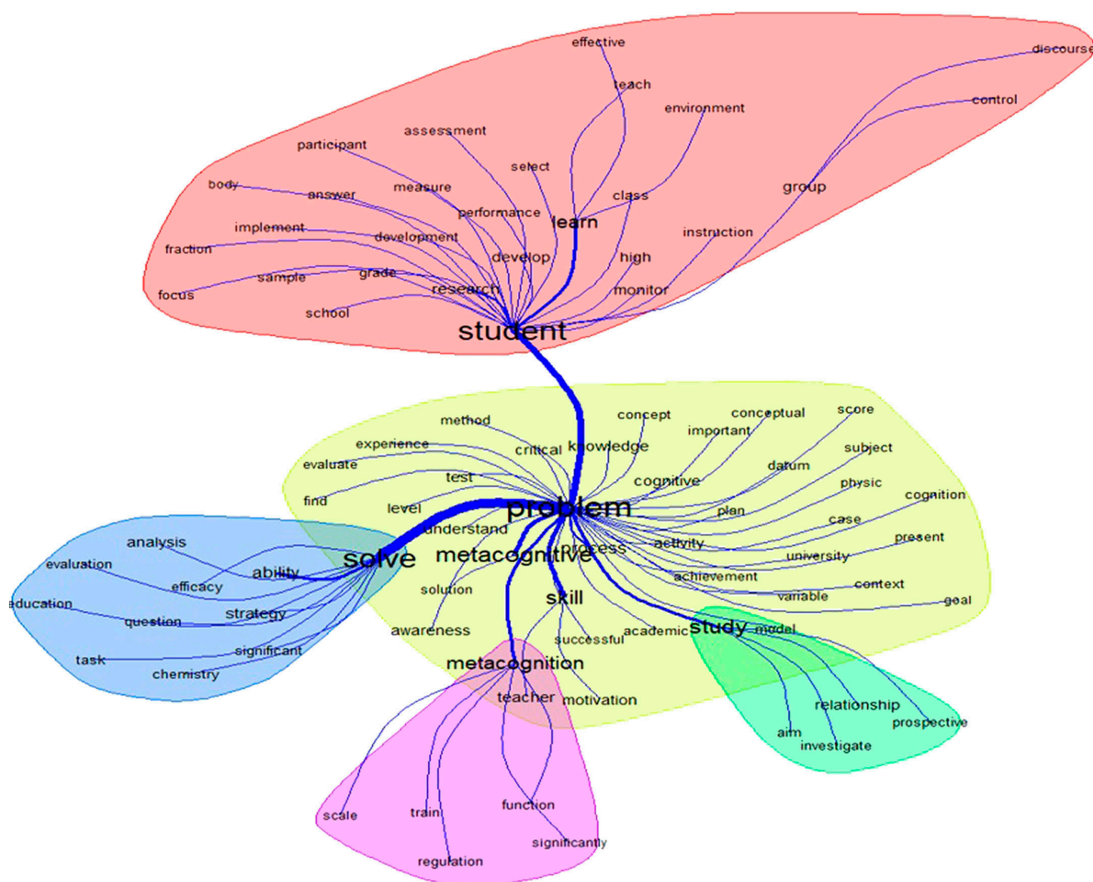 effective
discourse
teach
control
environment
assessment
participant
select
body
measure
answer
class
group
performance
learn
implement
development
instruction
fraction
develop
high
sample
grade
research
monitor
focus
school
student
method
concept
conceptual
score
experience
critical
knowledge
important
subject
evaluate
test
datum
find
cognitive
physic
cognition
level
problem
plan
case
understand
present
analysis
solve
metacognitive
process
activity
university
evaluation
efficacy
ability
solution
achievement
context
education
skill
variable
goal
question
strategy
awareness
successful
academic
study
model
task
significant
chemistry
metacognition
teacher
motivation
relationship
prospective
aim
investigate
scale
train
function
significantly
regulation